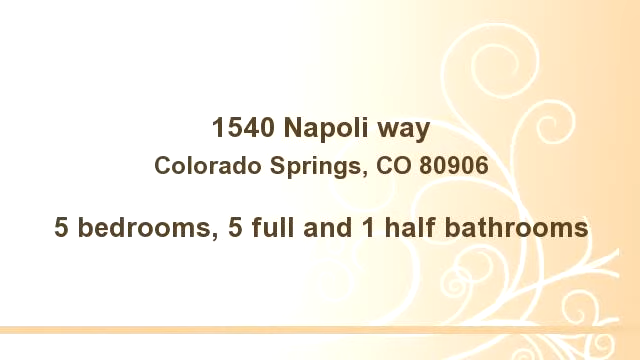 1540 Napoli way
Colorado Springs, CO 80906
5 bedrooms, 5 full and 1 half bathrooms